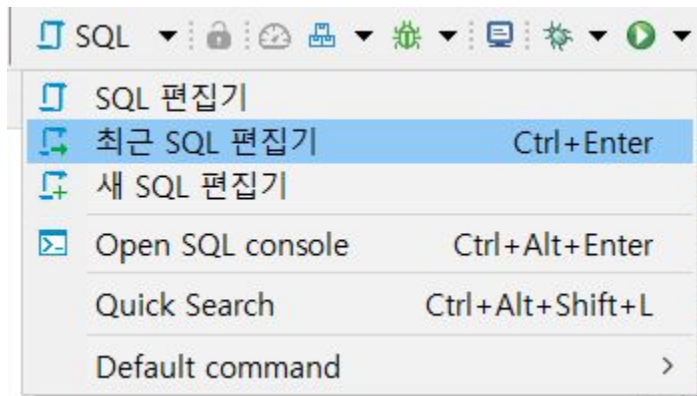 SQL
SQL 편집기
최근 SQL 편집기 Ctrl+Enter
새 SQL 편집기
Open SQL console Ctrl+Alt+Enter
Quick Search Ctrl+Alt+Shift+L
Default command